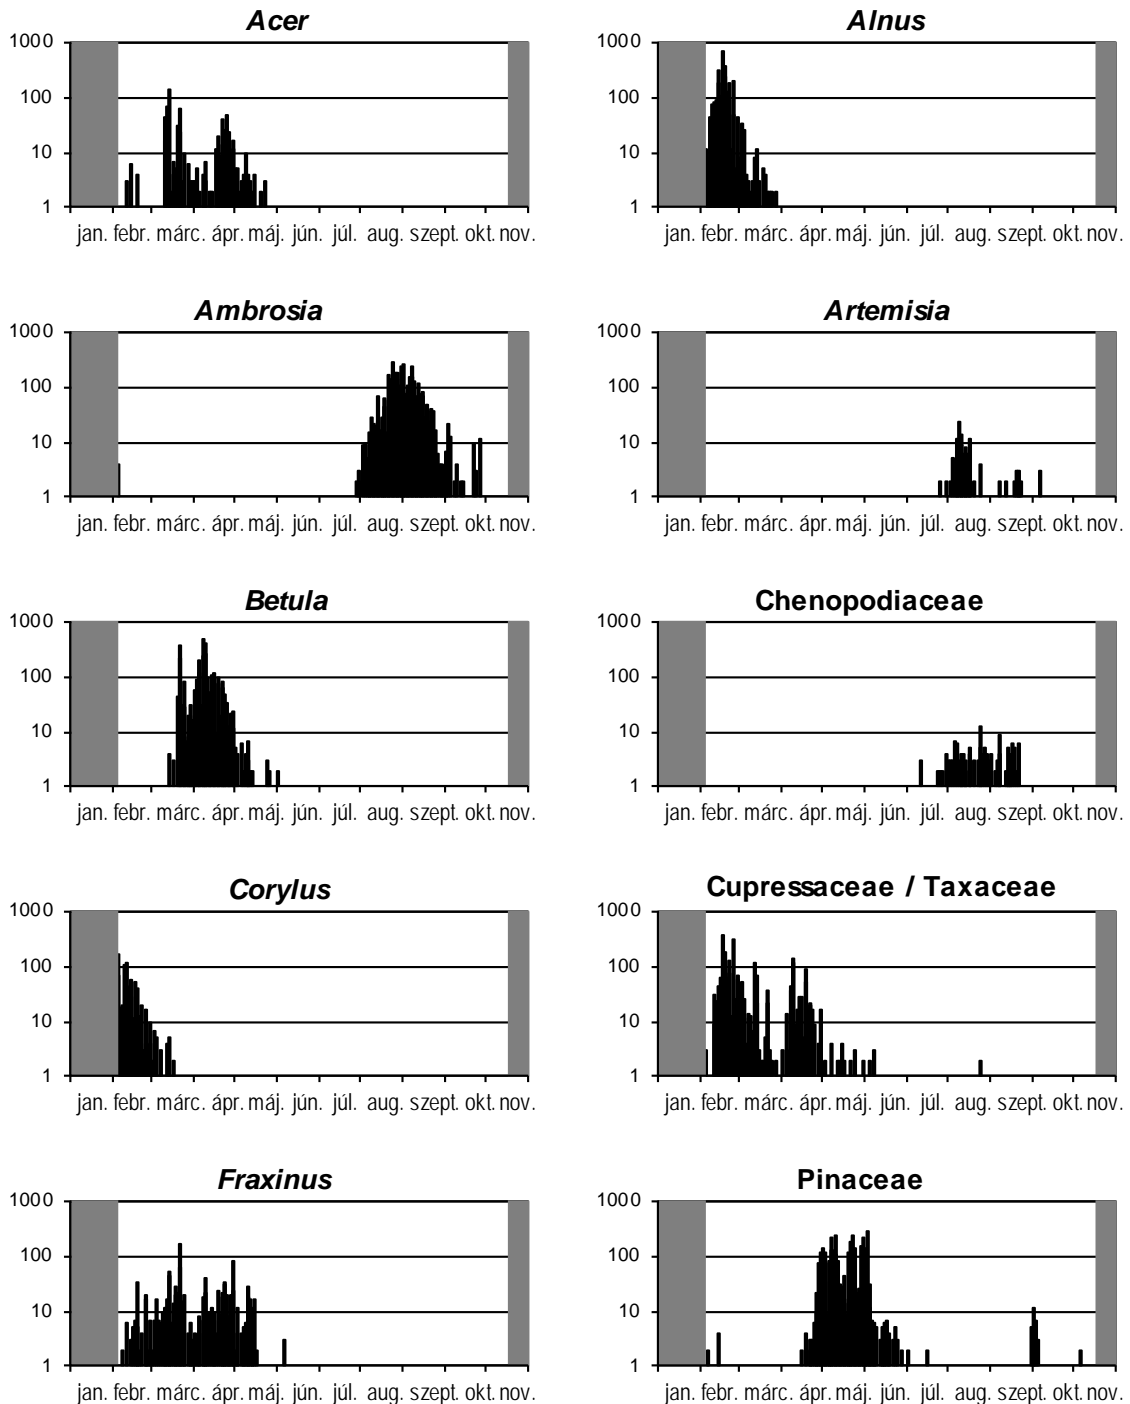 Acer
Alnus
1000
100
10
1
jan. febr. márc. ápr. máj. jún. júl. aug. szept. okt. nov.
1000
100
10
1
jan. febr. márc. ápr. máj. jún. júl. aug. szept. okt. nov.
Ambrosia
Artemisia
1000
100
10
1
jan. febr. márc. ápr. máj. jún. júl. aug. szept. okt. nov.
1000
100
10
1
jan. febr. márc. ápr. máj. jún. júl. aug. szept. okt. nov.
Betula
Chenopodiaceae
1000
100
10
1
jan. febr. márc. ápr. máj. jún. júl. aug. szept. okt. nov.
1000
100
10
1
jan. febr. márc. ápr. máj. jún. júl. aug. szept. okt. nov.
Corylus
Cupressaceae / Taxaceae
1000
100
10
1
jan. febr. márc. ápr. máj. jún. júl. aug. szept. okt. nov.
1000
100
10
1
jan. febr. márc. ápr. máj. jún. júl. aug. szept. okt. nov.
Fraxinus
Pinaceae
1000
100
10
1
jan. febr. márc. ápr. máj. jún. júl. aug. szept. okt. nov.
1000
100
10
1
jan. febr. márc. ápr. máj. jún. júl. aug. szept. okt. nov.